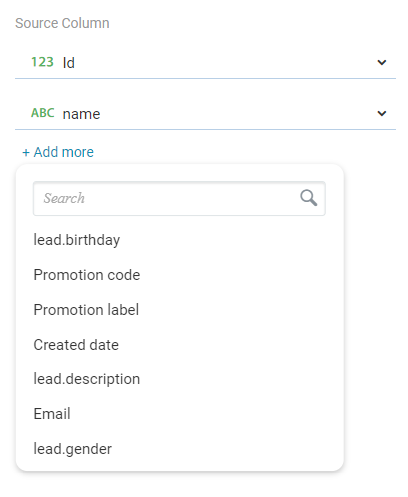 Source Column
123 Id
ABC name
+ Add more
Search
lead.birthday
Promotion code
Promotion label
Created date
lead.description
Email
lead.gender